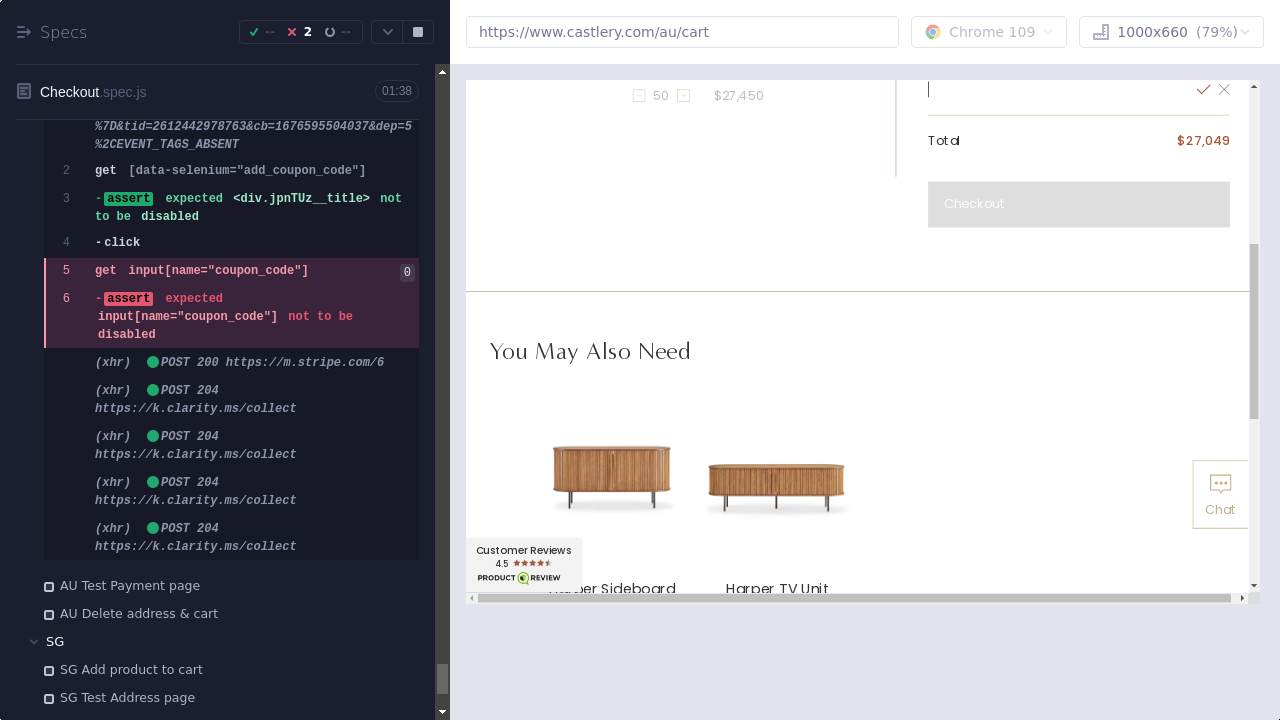 Specs
--
2
--
Checkout.spec.js
01:38
%7D&tid=2612442978763&cb=1676595504037&dep=5
%2CEVENT_TAGS_ABSENT
2 get [data-selenium="add_coupon_code"]
3 -assert expected <div.jpnTUz__title> not
to be disabled
4 -click
5 get input[name="coupon_code"] 0
6 -assert expected
input[name="coupon_code"] not to be
disabled
(xhr) POST 200 https://m.stripe.com/6
(xhr) POST 204
https://k.clarity.ms/collect
(xhr) POST 204
https://k.clarity.ms/collect
(xhr) POST 204
https://k.clarity.ms/collect
(xhr) POST 204
https://k.clarity.ms/collect
AU Test Payment page
AU Delete address & cart
SG
SG Add product to cart
SG Test Address page
https://www.castlery.com/au/cart
Chrome 109
1000x660 (79%)
50
$27,450
Total
$27,049
Checkout
You May Also Need
Chat
Customer Reviews
4.5
PRODUCT REVIEW
Harper Sideboard
Harper TV Unit